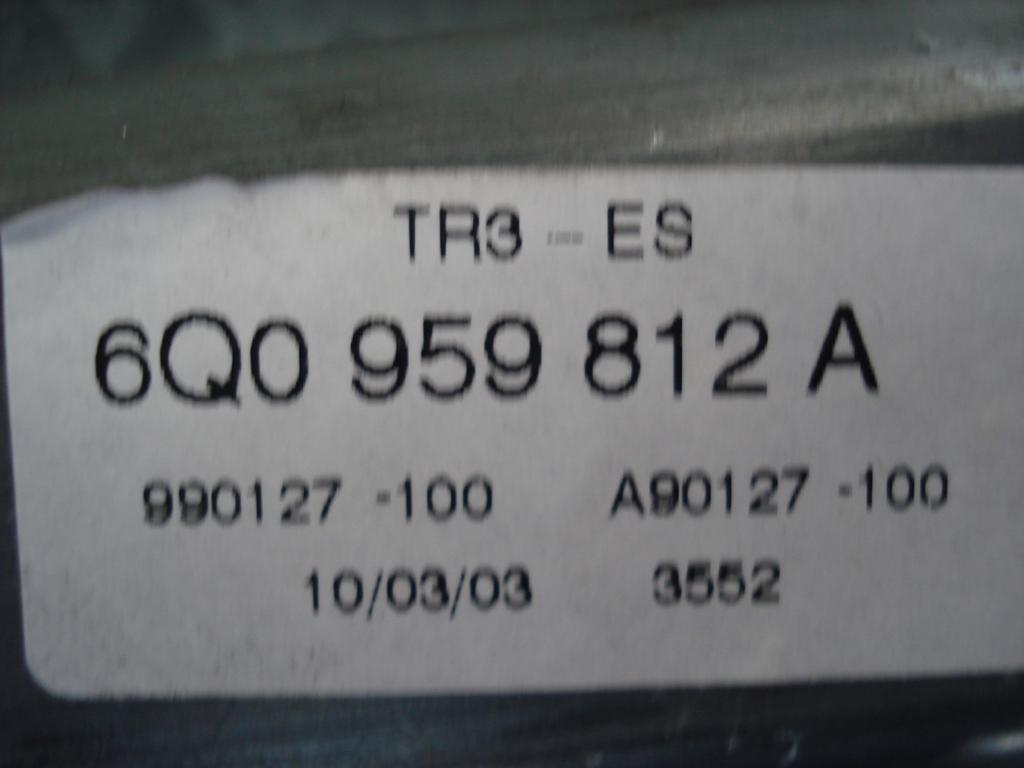 TR3 -- ES
6Q0 959 812 A
990127 -100 A90127 -100
10/03/03 3552